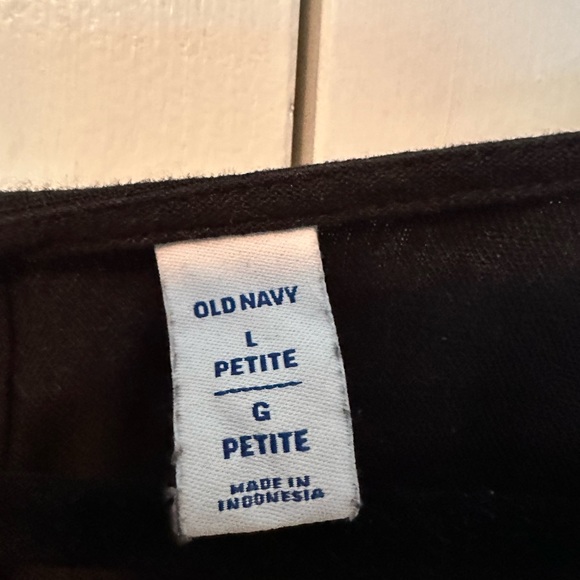 OLD NAVY
L
PETITE
G
PETITE
MADE IN
INDONESIA